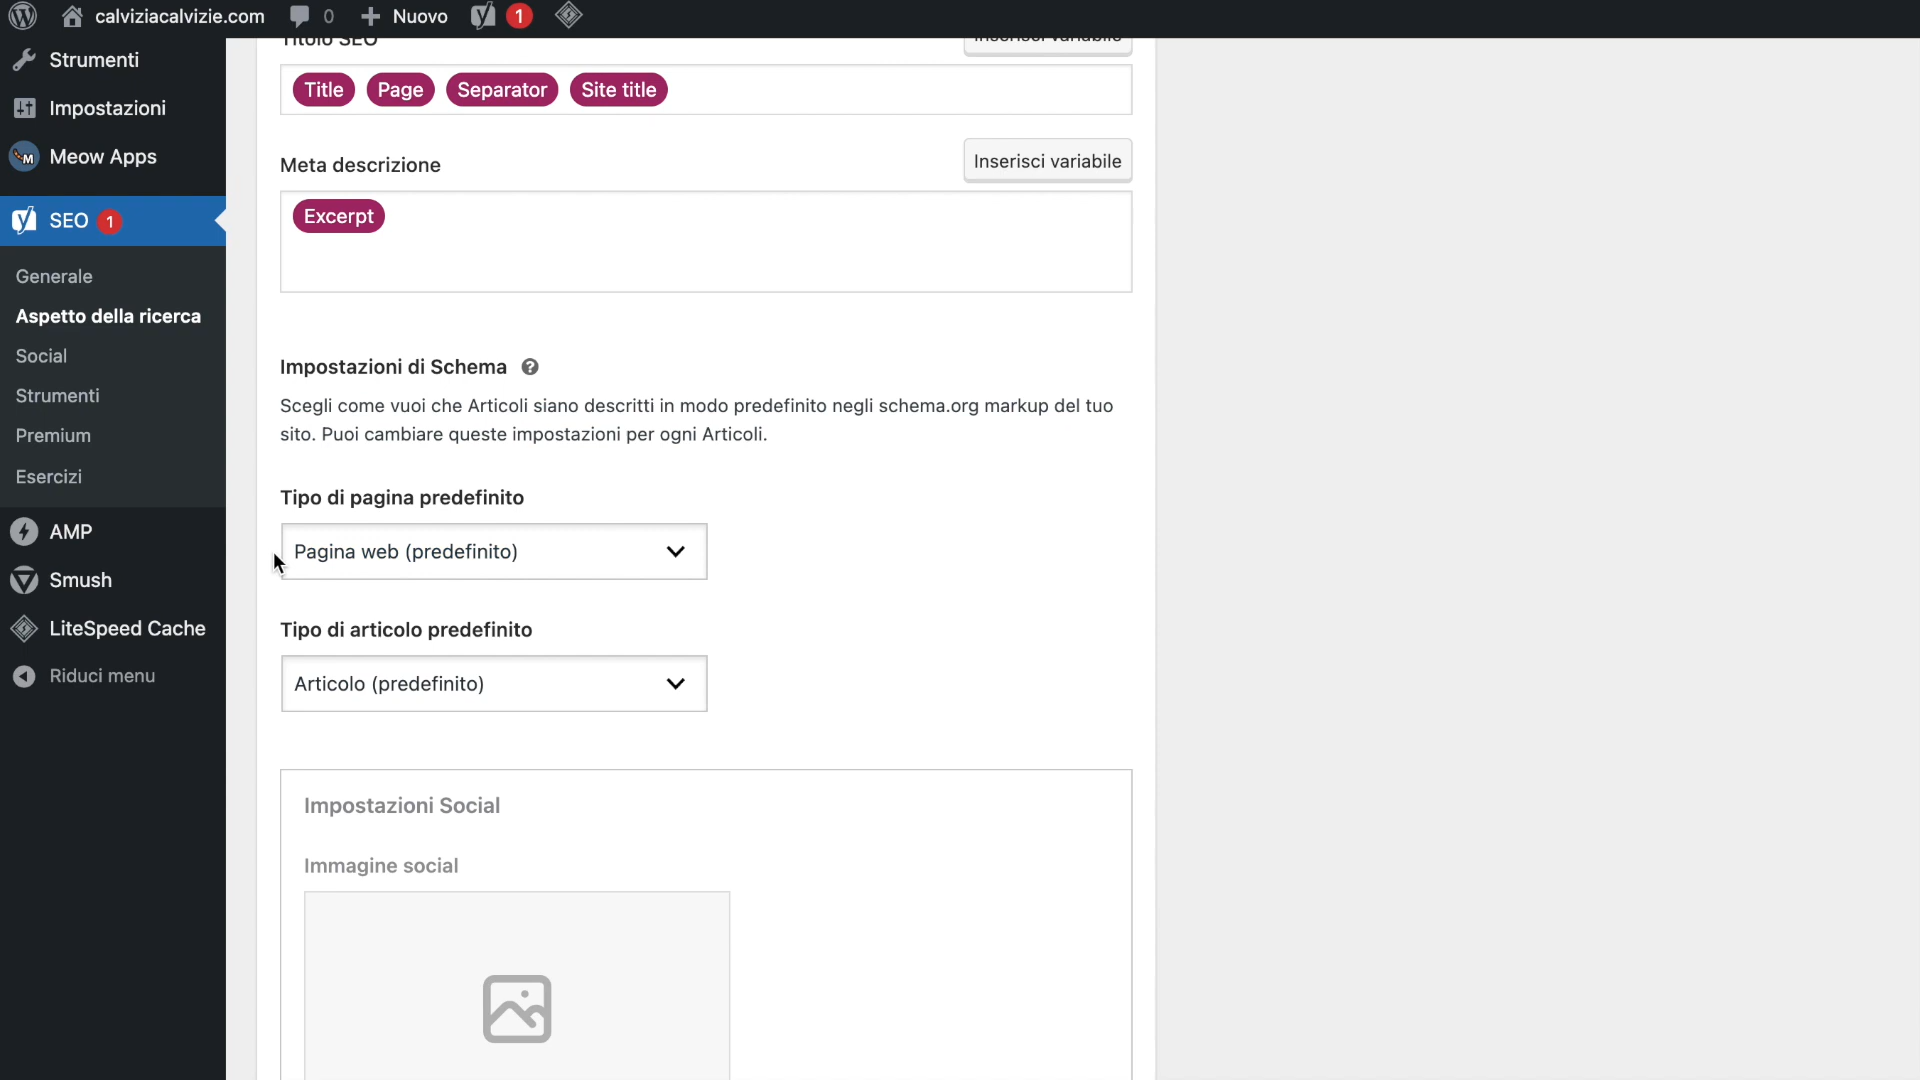 calviziacalvizie.com
0
Nuovo
1
Strumenti
Impostazioni
Meow Apps
SEO 1
Generale
Aspetto della ricerca
Social
Strumenti
Premium
Esercizi
AMP
Smush
LiteSpeed Cache
Riduci menu
Titolo SEO
Inserisci variabile
Title Page Separator Site title
Meta descrizione
Inserisci variabile
Excerpt
Impostazioni di Schema
Scegli come vuoi che Articoli siano descritti in modo predefinito negli schema.org markup del tuo
sito. Puoi cambiare queste impostazioni per ogni Articoli.
Tipo di pagina predefinito
Pagina web (predefinito)
Tipo di articolo predefinito
Articolo (predefinito)
Impostazioni Social
Immagine social